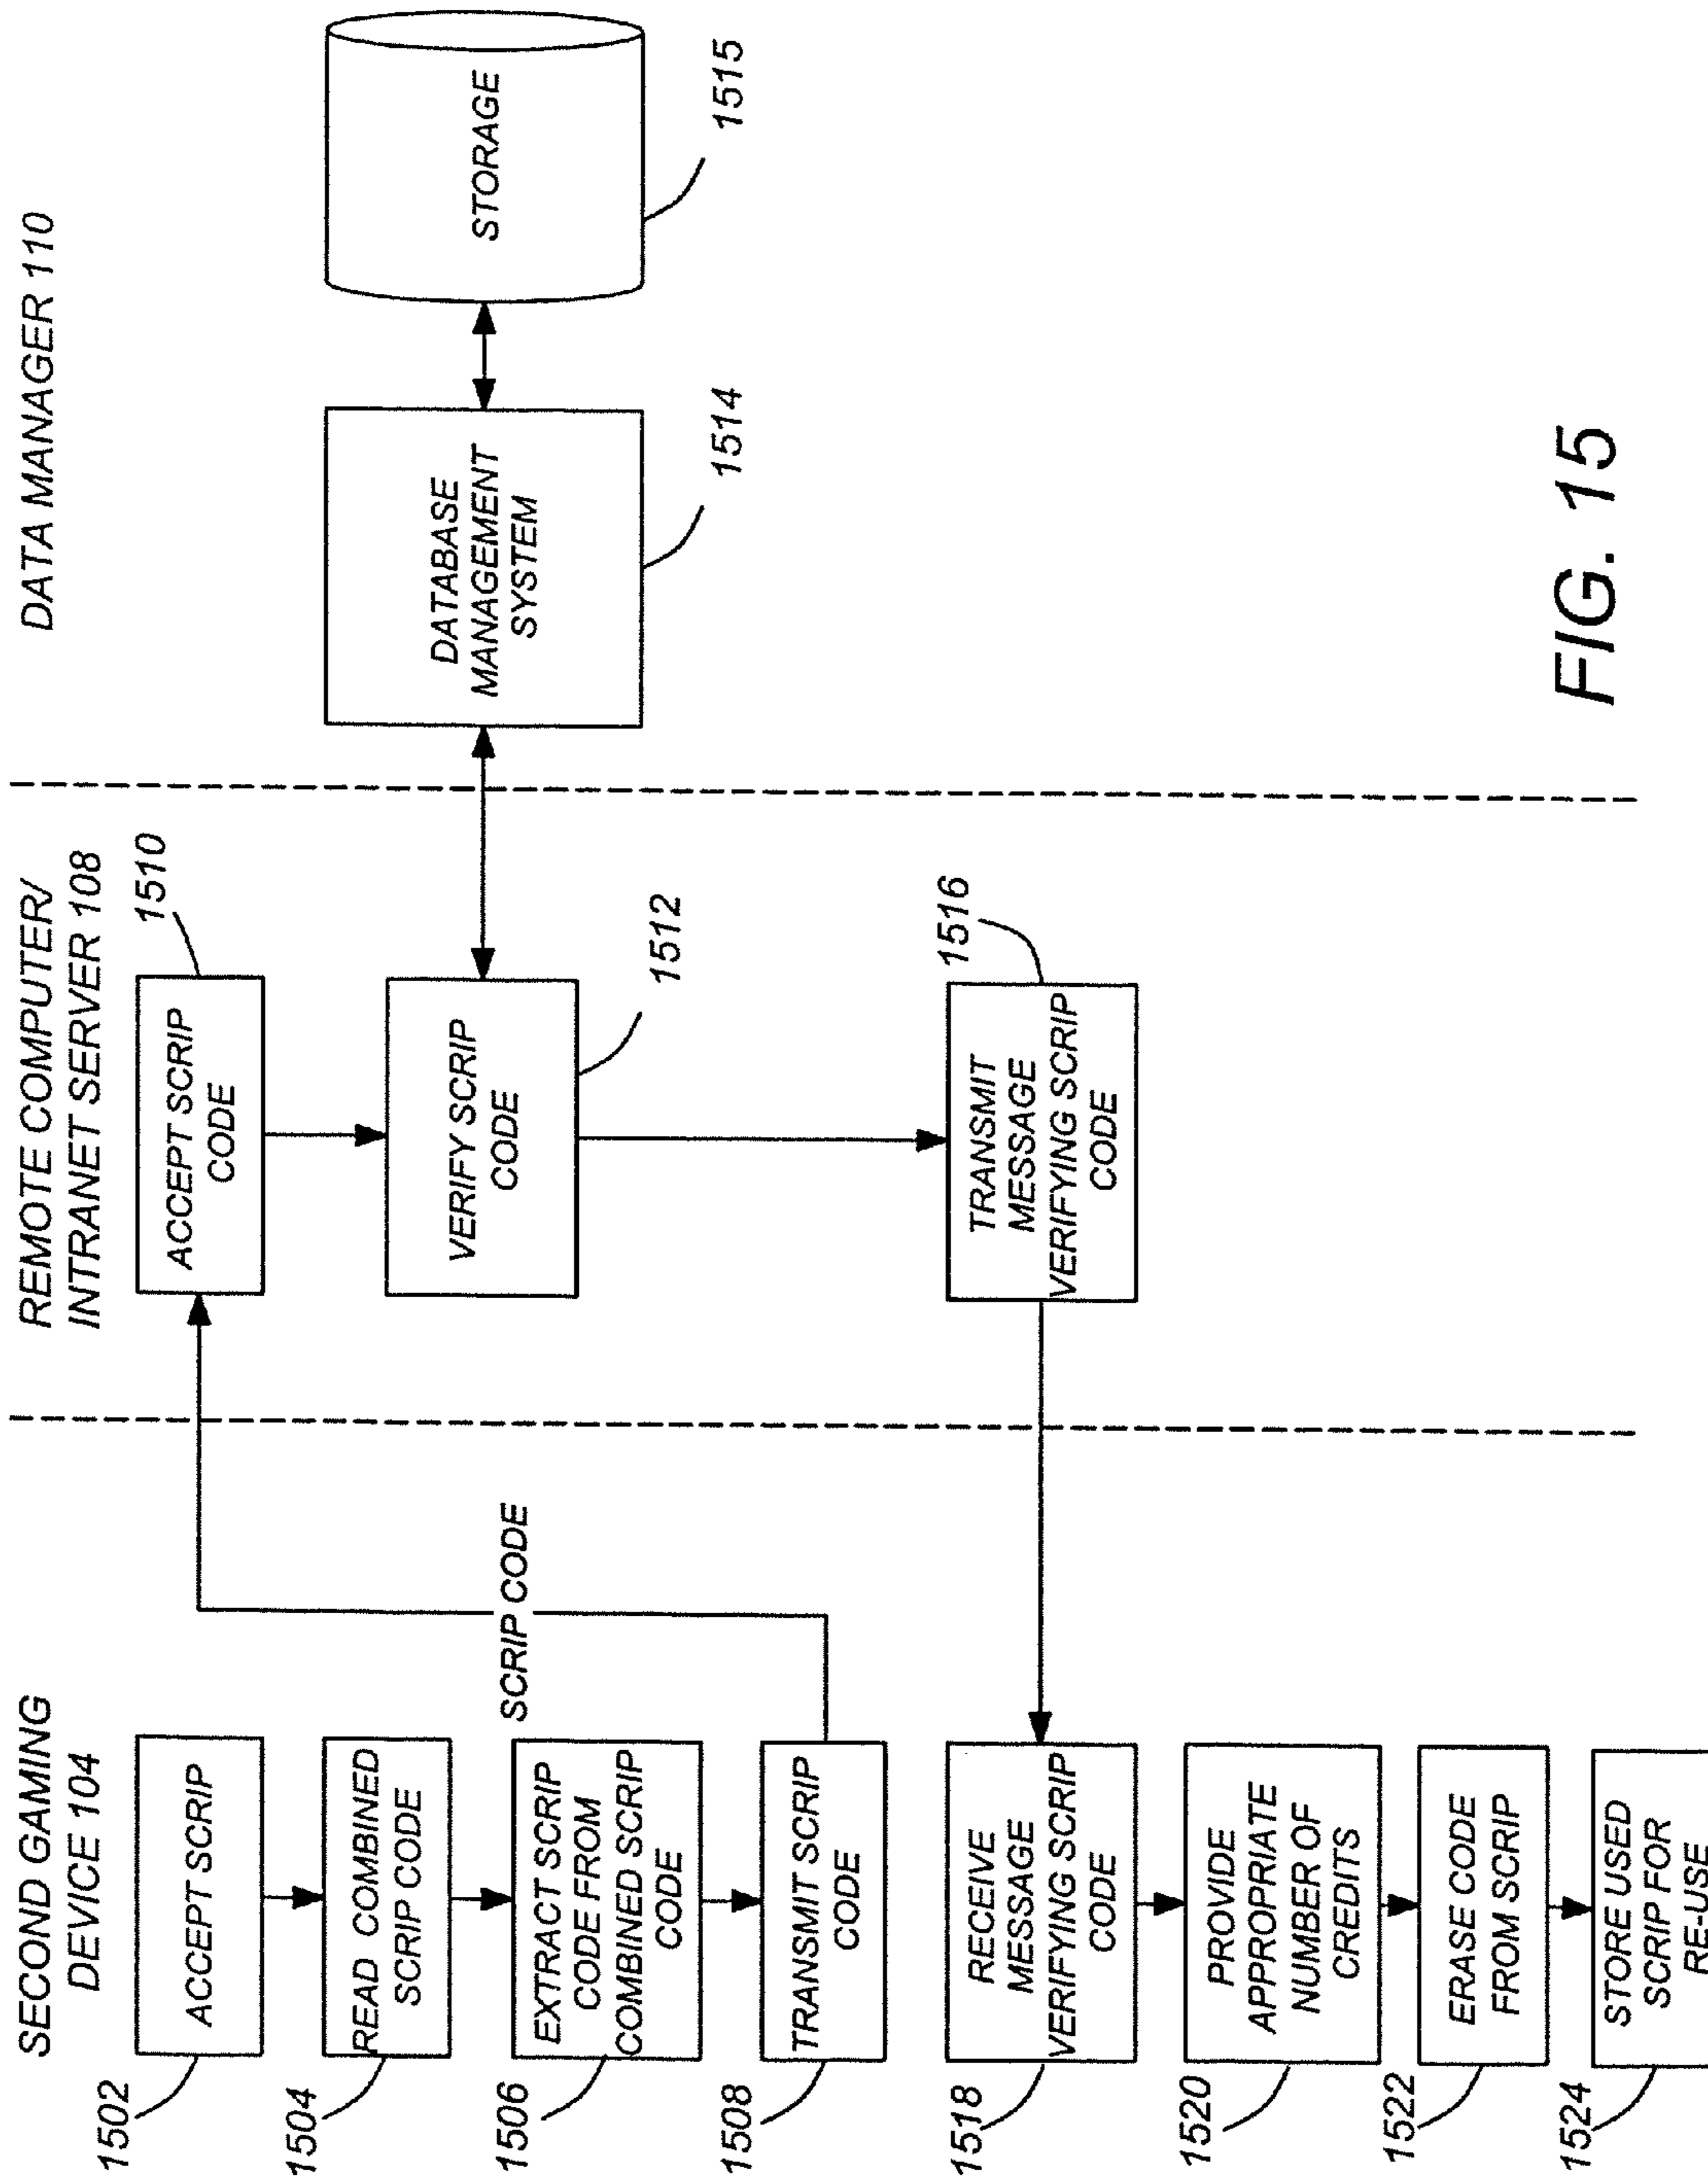 SECOND GAMING
DEVICE 104
REMOTE COMPUTER/
INTRANET SERVER 108
DATA MANAGER 110
1502
ACCEPT SCRIP
1504
READ COMBINED
SCRIP CODE
1506
EXTRACT SCRIP
CODE FROM
COMBINED SCRIP
CODE
1508
TRANSMIT SCRIP
CODE
SCRIP CODE
1510
ACCEPT SCRIP
CODE
1512
VERIFY SCRIP
CODE
DATABASE
MANAGEMENT
SYSTEM
1514
STORAGE
1515
1516
TRANSMIT
MESSAGE
VERIFYING SCRIP
CODE
1518
RECEIVE
MESSAGE
VERIFYING SCRIP
CODE
1520
PROVIDE
APPROPRIATE
NUMBER OF
CREDITS
1522
ERASE CODE
FROM SCRIP
1524
STORE USED
SCRIP FOR
RE-USE
FIG. 15